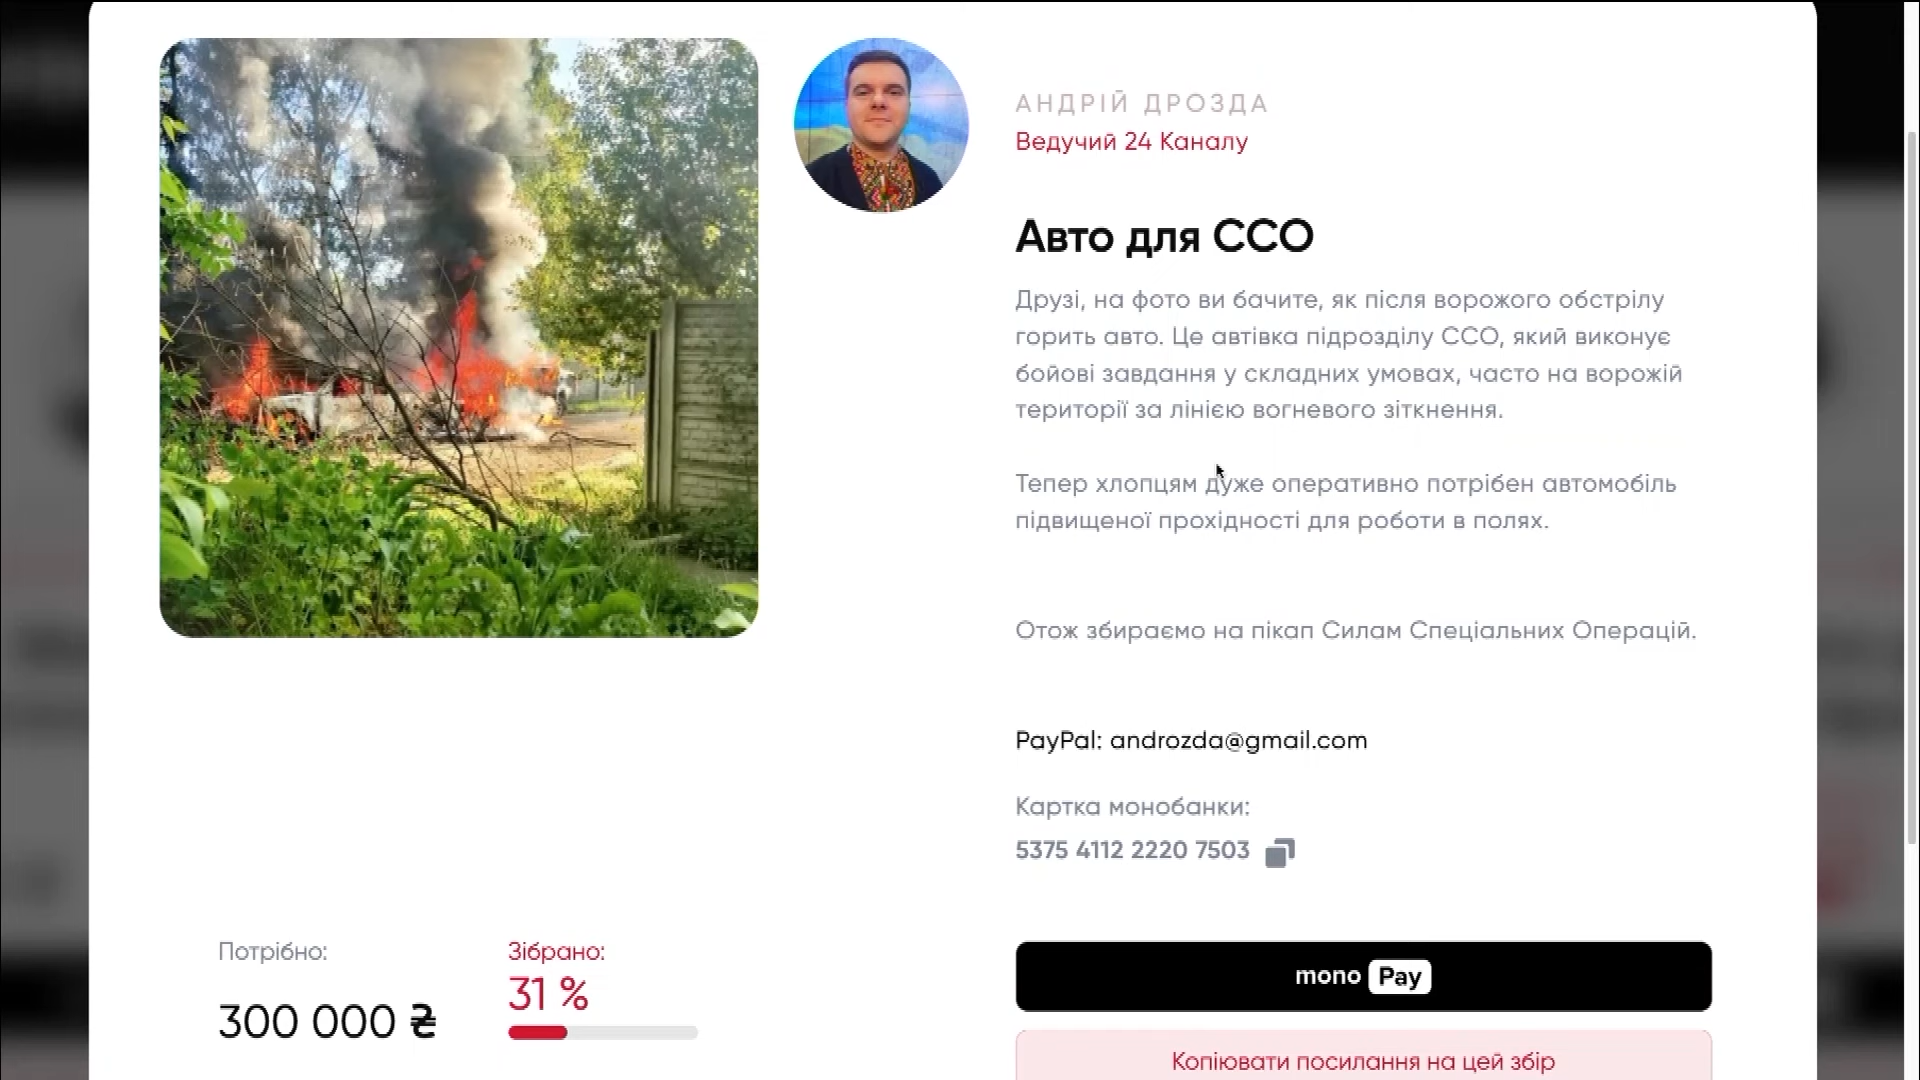 АНДРІЙ ДРОЗДА
Ведучий 24 Каналу
Авто для ССО
Друзі, на фото ви бачите, як після ворожого обстрілу
горить авто. Це автівка підрозділу ССО, який виконує
бойові завдання у складних умовах, часто на ворожій
території за лінією вогневого зіткнення.
Тепер хлопцям дуже оперативно потрібен автомобіль
підвищеної прохідності для роботи в полях.
Отож збираємо на пікап Силам Спеціальних Операцій.
PayPal: androzda@gmail.com
Картка монобанки:
5375 4112 2220 7503
Потрібно:
300 000 ₴
Зібрано:
31 %
mono Pay
Копіювати посилання на цей збір